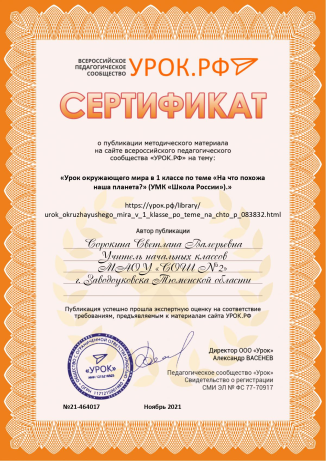 ВСЕРОССИЙСКОЕ
ПЕДАГОГИЧЕСКОЕ
СООБЩЕСТВО
УРОК.РФ
СЕРТИФИКАТ
о публикации методического материала
на сайте всероссийского педагогического
сообщества «УРОК.РФ» на тему:
«Урок окружающего мира в 1 классе по теме «На что похожа
наша планета?» (УМК «Школа России»).»
https://урок.рф/library/
urok_okruzhayushego_mira_v_1_klasse_po_teme_na_chto_p_083832.html
Автор публикации
Сорокина Светлана Валерьевна
Учитель начальных классов
МАОУ "СОШ №2»
г. Заводоуковска Тюменской области
Публикация успешно прошла экспертную оценку на соответствие
требованиям, предъявляемым к материалам сайта УРОК.РФ
«УРОК»
Директор ООО «Урок»
Александр ВАСЕНЕВ
Педагогическое сообщество «Урок»
Свидетельство о регистрации
СМИ ЭЛ № ФС 77-70917
№21-464017
Ноябрь 2021